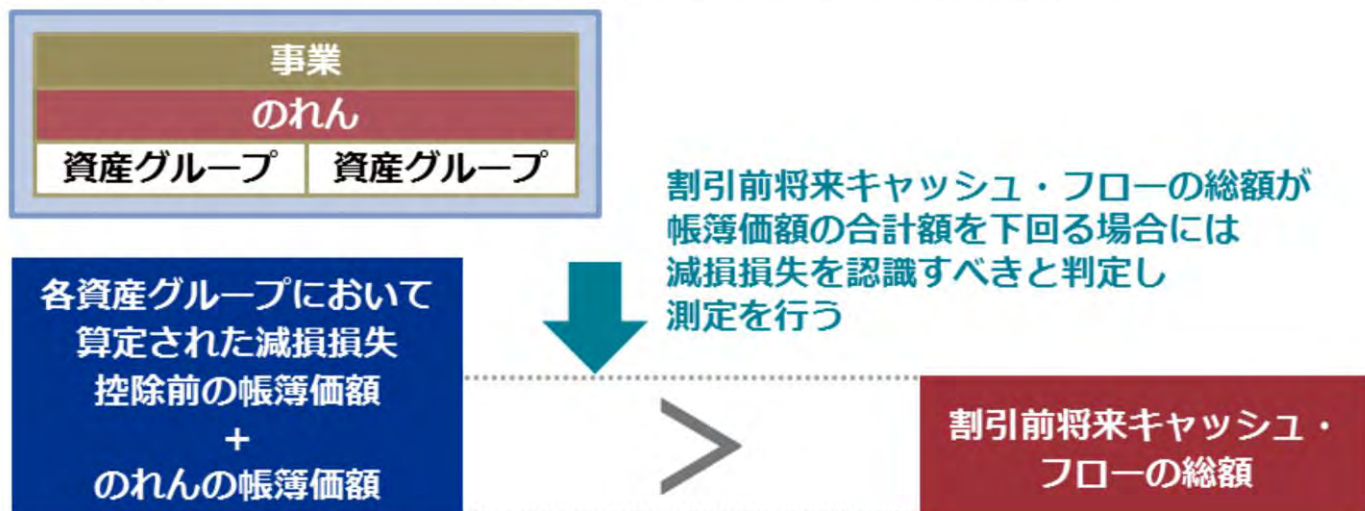 事業
のれん
資産グループ 資産グループ
割引前将来キャッシュ・フローの総額が
帳簿価額の合計額を下回る場合には
減損損失を認識すべきと判定し
測定を行う
各資産グループにおいて
算定された減損損失
控除前の帳簿価額
+
のれんの帳簿価額
>
割引前将来キャッシュ・
フローの総額